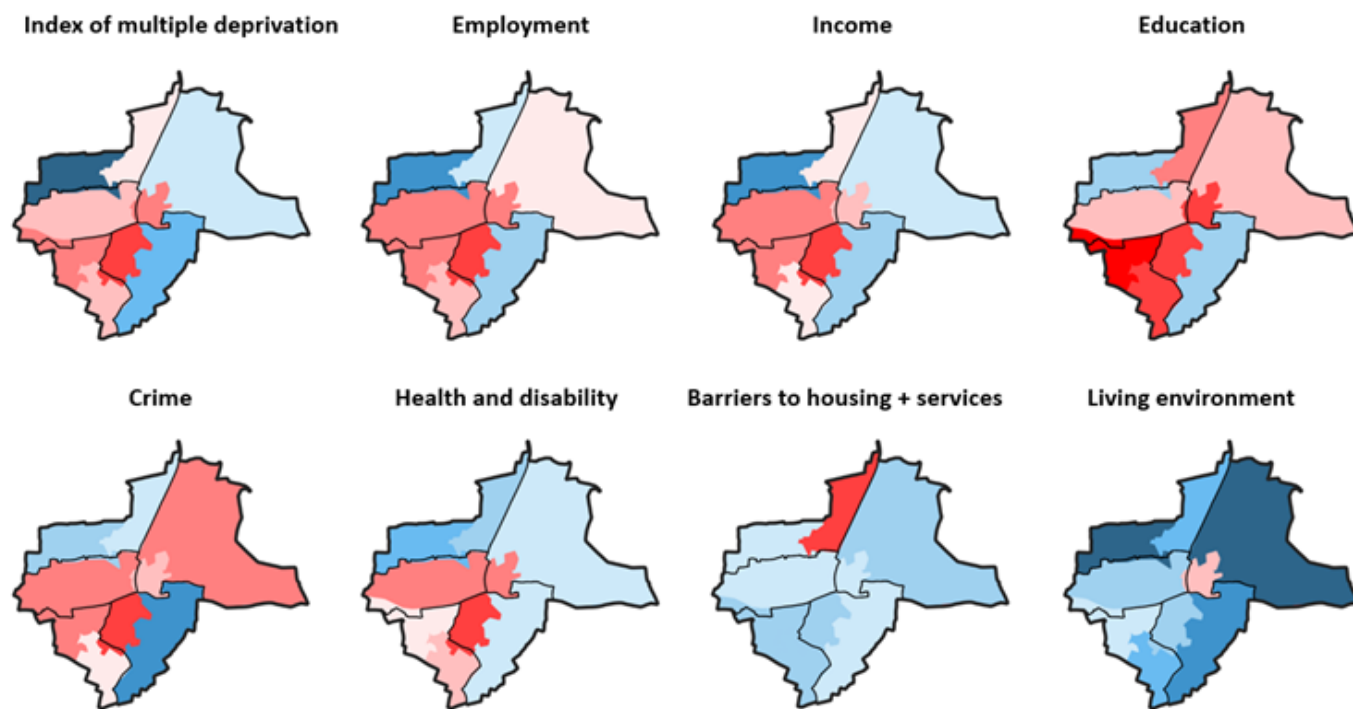 Index of multiple deprivation
Employment
Income
Education
Crime
Health and disability
Barriers to housing + services
Living environment